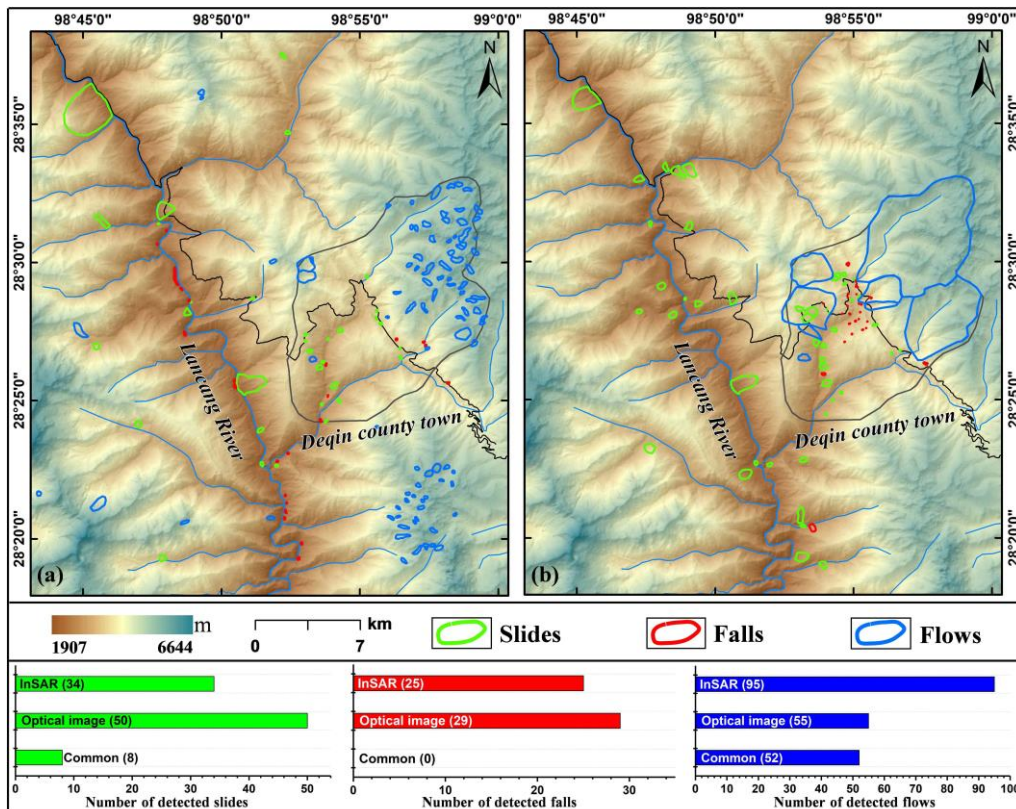 98°45'0" 98°50'0" 98°55'0" 99°0'0" 98°45'0" 98°50'0" 98°55'0" 99°0'0"
N N
28°35'0" 28°35'0"
28°30'0" 28°30'0"
28°25'0" 28°25'0"
28°20'0" 28°20'0"
Lancang River Lancang River
Deqin county town Deqin county town
(a) (b)
1907 6644 m
0 7 km
Slides Falls Flows
InSAR (34)
Optical image (50)
Common (8)
0 10 20 30 40 50
Number of detected slides
InSAR (25)
Optical image (29)
Common (0)
0 10 20 30
Number of detected falls
InSAR (95)
Optical image (55)
Common (52)
0 10 20 30 40 50 60 70 80 90 100
Number of detected flows